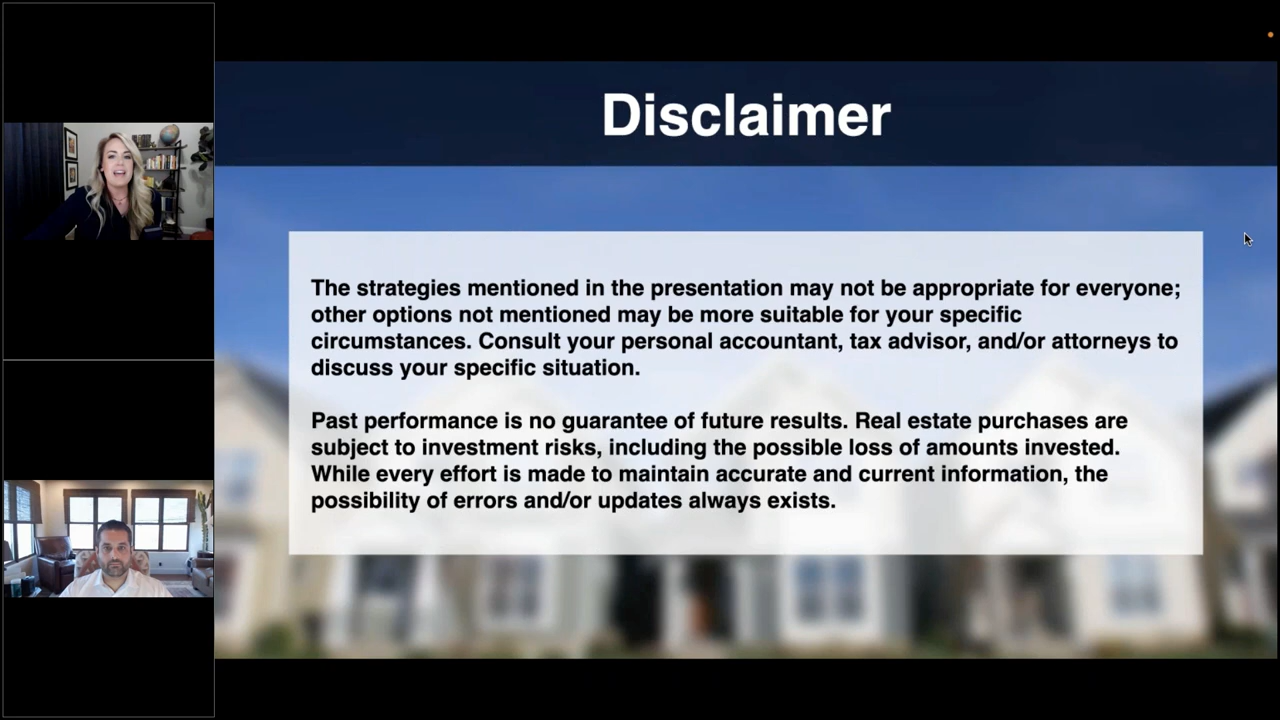 Disclaimer
The strategies mentioned in the presentation may not be appropriate for everyone;
other options not mentioned may be more suitable for your specific
circumstances. Consult your personal accountant, tax advisor, and/or attorneys to
discuss your specific situation.
Past performance is no guarantee of future results. Real estate purchases are
subject to investment risks, including the possible loss of amounts invested.
While every effort is made to maintain accurate and current information, the
possibility of errors and/or updates always exists.